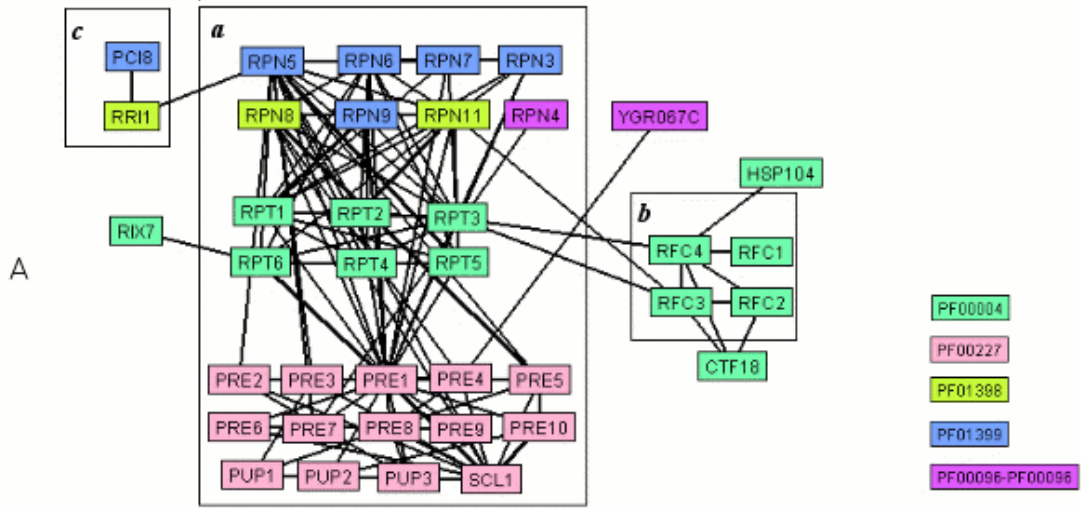 c
a
PCI8
RPN5 RPN6 RPN7 RPN3
RRI1
RPN8 RPN9 RPN11 RPN4
YGR067C
HSP104
b
RPT1 RPT2 RPT3
RIX7
RFC4 RFC1
RPT6 RPT4 RPT5
A
RFC3 RFC2
PF00004
PF00227
CTF18
PRE2 PRE3 PRE1 PRE4 PRE5
PF01398
PRE6 PRE7 PRE8 PRE9 PRE10
PF01399
PUP1 PUP2 PUP3 SCL1
PF00096-PF00096